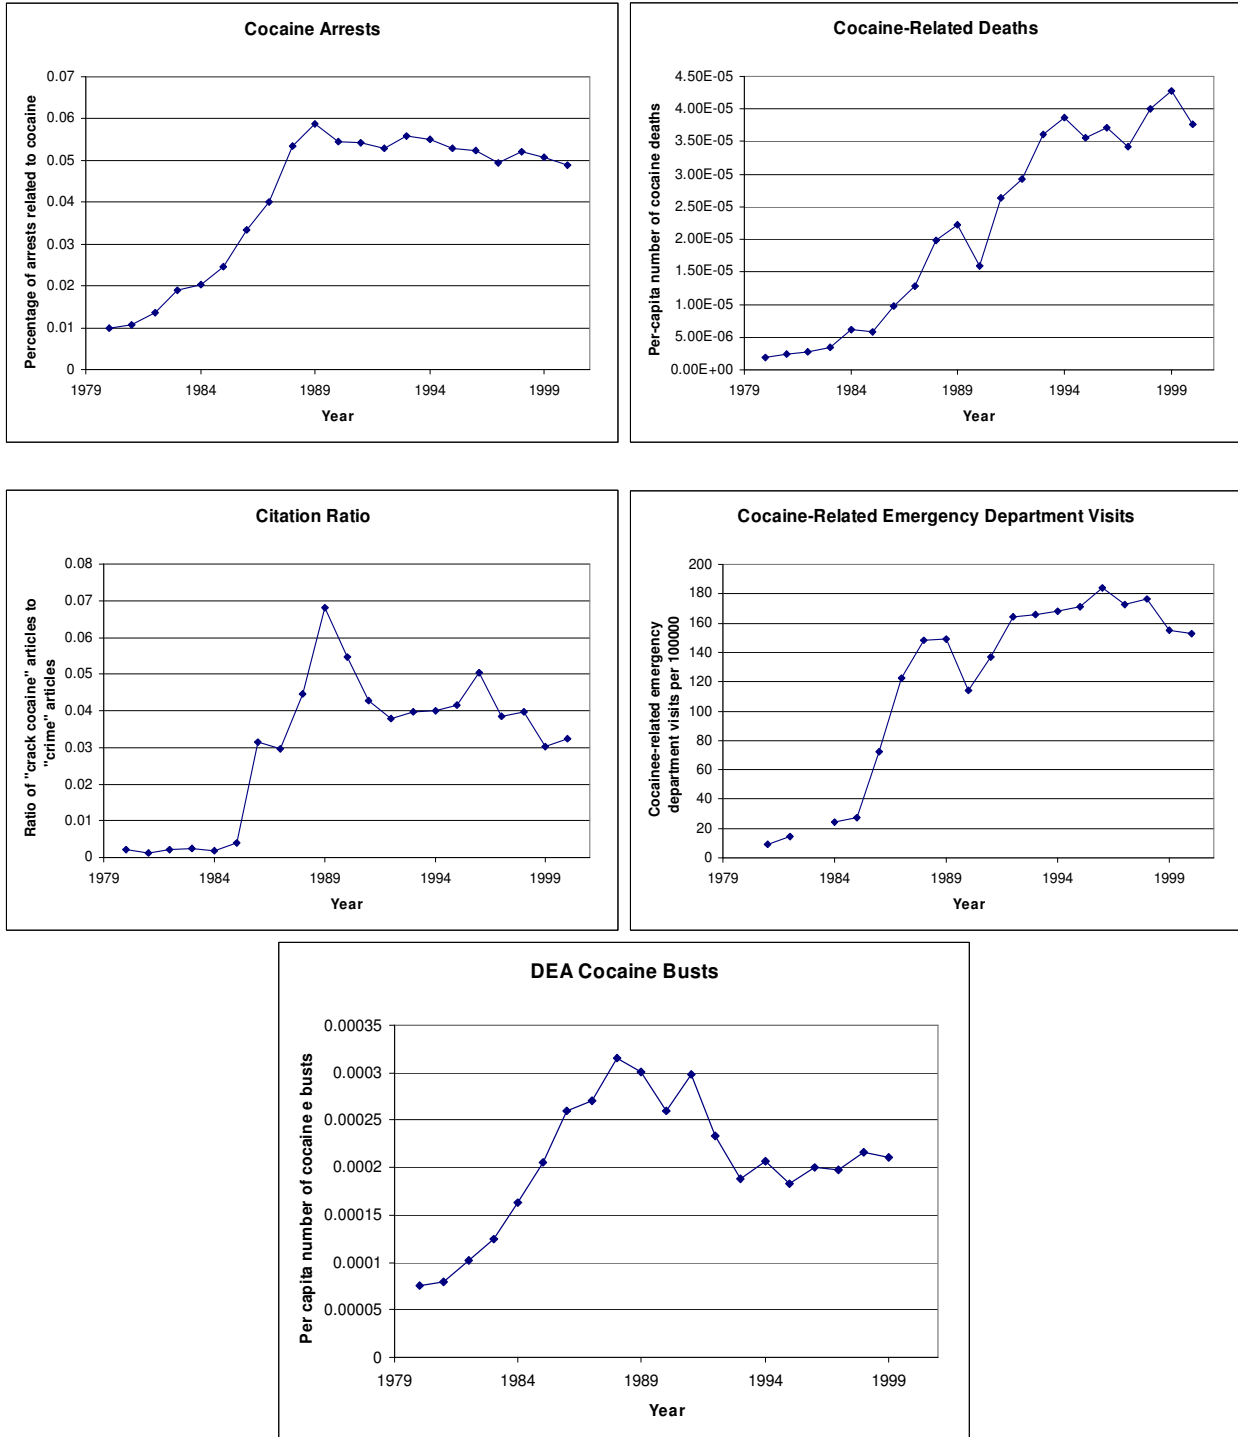 Cocaine Arrests
Percentage of arrests related to cocaine
0.07
0.06
0.05
0.04
0.03
0.02
0.01
0
1979
1984
1989
1994
1999
Year
Cocaine-Related Deaths
Per-capita number of cocaine deaths
4.50E-05
4.00E-05
3.50E-05
3.00E-05
2.50E-05
2.00E-05
1.50E-05
1.00E-05
5.00E-06
0.00E+00
1979
1984
1989
1994
1999
Year
Citation Ratio
Ratio of "crack cocaine" articles to
"crime" articles
0.08
0.07
0.06
0.05
0.04
0.03
0.02
0.01
0
1979
1984
1989
1994
1999
Year
Cocaine-Related Emergency Department Visits
Cocainee-related emergency
department visits per 100000
200
180
160
140
120
100
80
60
40
20
0
1979
1984
1989
1994
1999
Year
DEA Cocaine Busts
Per capita number of cocaine e busts
0.00035
0.0003
0.00025
0.0002
0.00015
0.0001
0.00005
0
1979
1984
1989
1994
1999
Year